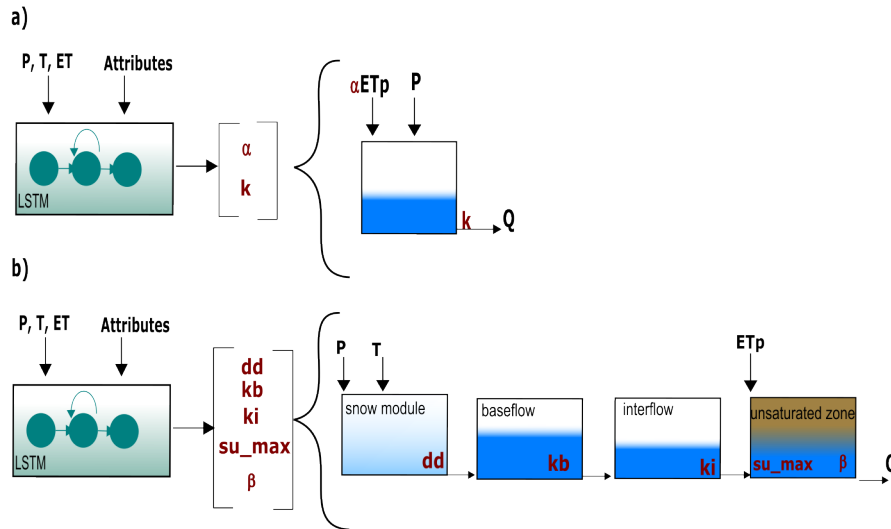 a)
P, T, ET
Attributes
αETp
P
LSTM
α
k
k
Q
b)
P, T, ET
Attributes
LSTM
dd
kb
ki
su_max
β
P
T
ETp
snow module
baseflow
interflow
unsaturated zone
dd
kb
ki
su_max
β
Q